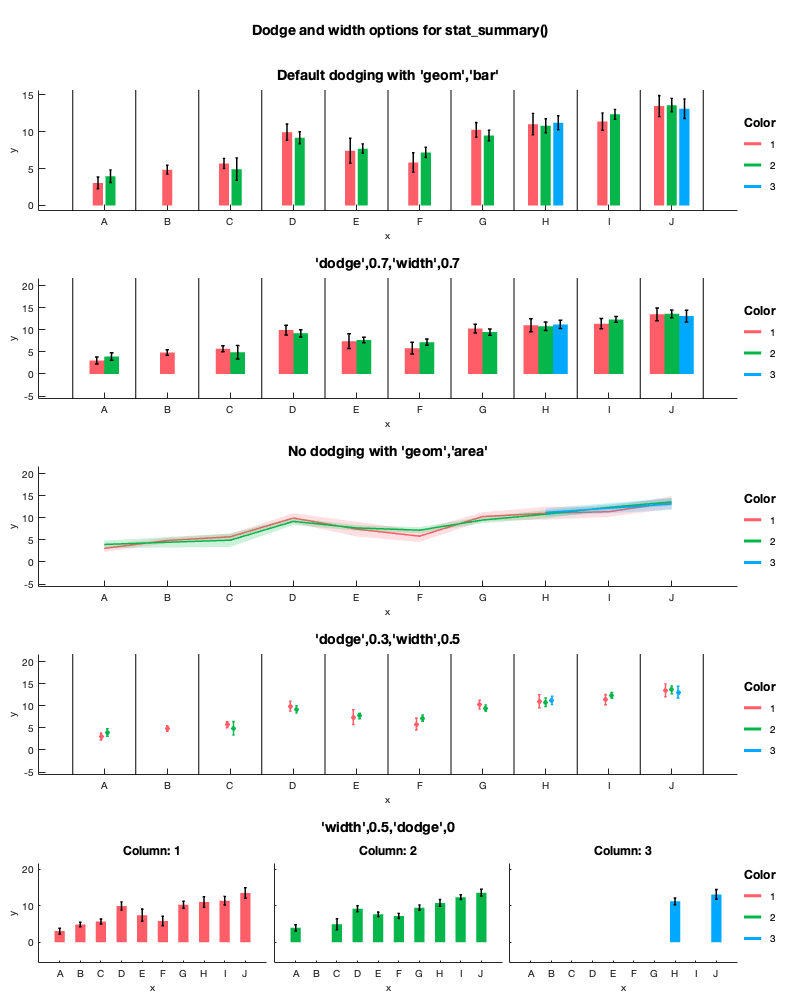 Dodge and width options for stat_summary()
Default dodging with 'geom','bar'
15
10
5
0
y
A B C D E F G H I J
x
Color
1
2
3
'dodge',0.7,'width',0.7
20
15
10
5
0
-5
y
A B C D E F G H I J
x
Color
1
2
3
No dodging with 'geom','area'
20
15
10
5
0
-5
y
A B C D E F G H I J
x
Color
1
2
3
'dodge',0.3,'width',0.5
20
15
10
5
0
-5
y
A B C D E F G H I J
x
Color
1
2
3
'width',0.5,'dodge',0
Column: 1
20
10
0
y
A B C D E F G H I J
x
Column: 2
A B C D E F G H I J
x
Column: 3
A B C D E F G H I J
x
Color
1
2
3